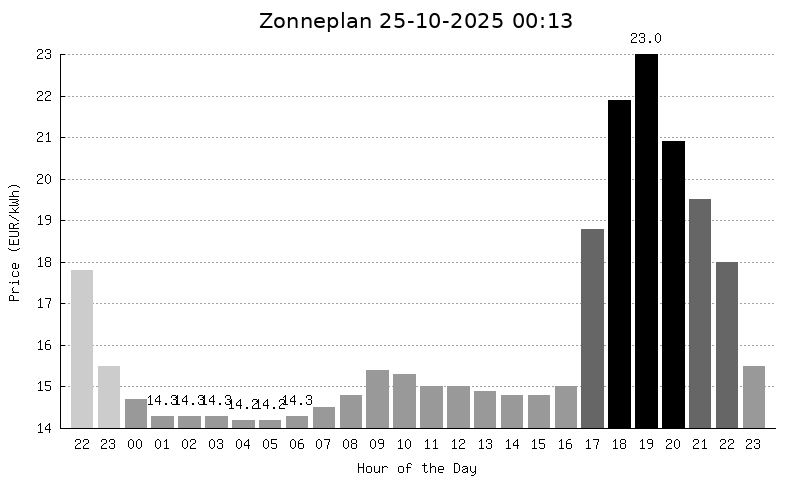 Zonneplan 25-10-2025 00:13
23.0
23
22
21
20
19
18
17
16
15
14
Price (EUR/kWh)
14.3 14.3 14.3 14.2 14.2 14.3
22 23 00 01 02 03 04 05 06 07 08 09 10 11 12 13 14 15 16 17 18 19 20 21 22 23
Hour of the Day